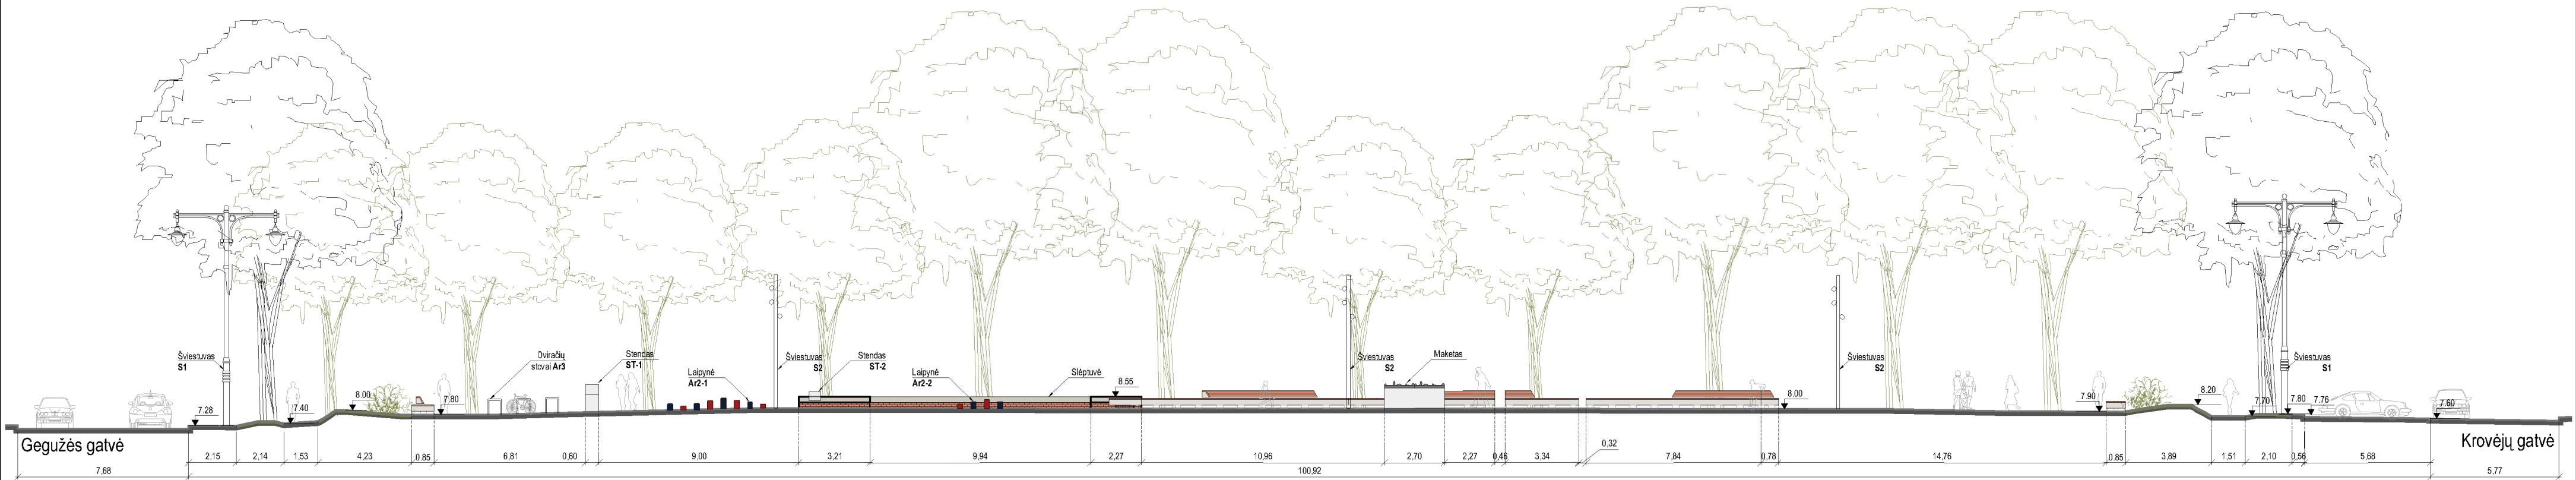 Šviestuvas
S1
Dviračių
stovai Ar3
Stendas
ST-1
Laipynė
Ar2-1
Šviestuvas
S2
Stendas
ST-2
Laipynė
Ar2-2
Slėptuvė
Šviestuvas
S2
Maketas
Šviestuvas
S2
Šviestuvas
S1
7.28
7.40
8.00
7.80
8.55
8.00
7.90
8.20
7.70
7.80
7.76
7.60
Gegužės gatvė
Krovėjų gatvė
0,32
2,15 2,14 1,53 4,23 0.85 6,81 0,60 9,00 3,21 9,94 2,27 10,96 2,70 2,27 0,46 3,34 7,84 0,78 14,76 0.85 3,89 1,51 2,10 0,56 5,68
7,68 100,92 5,77